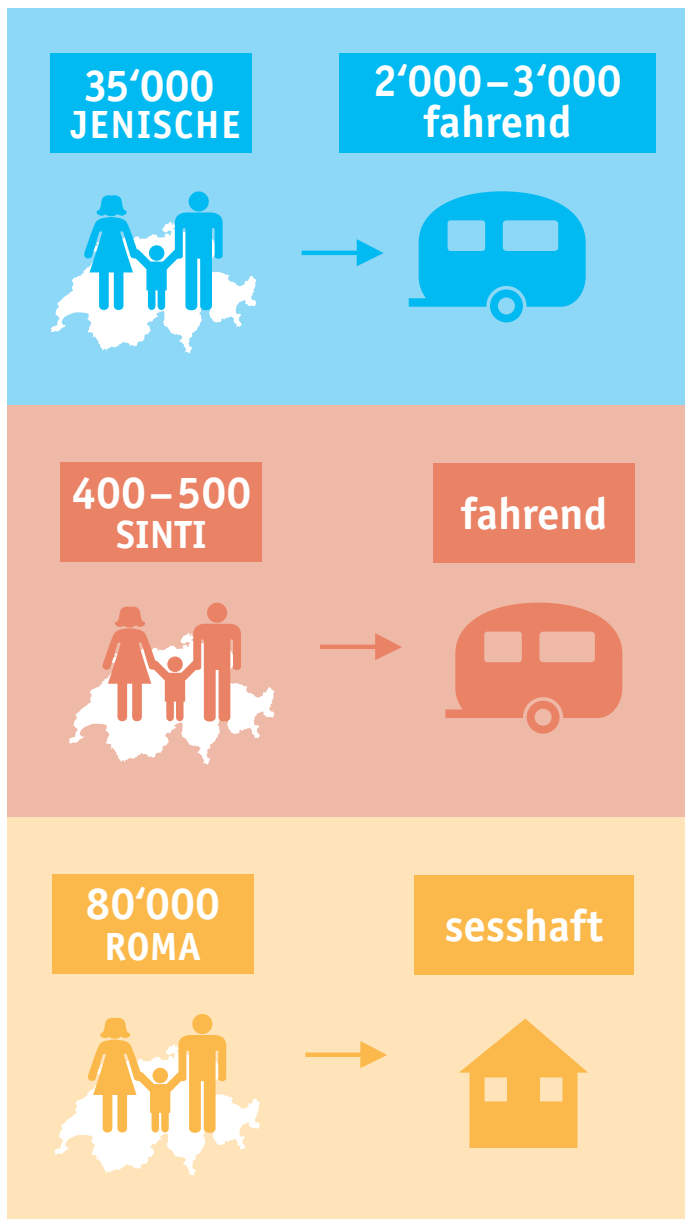 35‘000
JENISCHE
2‘000–3‘000
fahrend
400–500
SINTI
fahrend
80‘000
ROMA
sesshaft